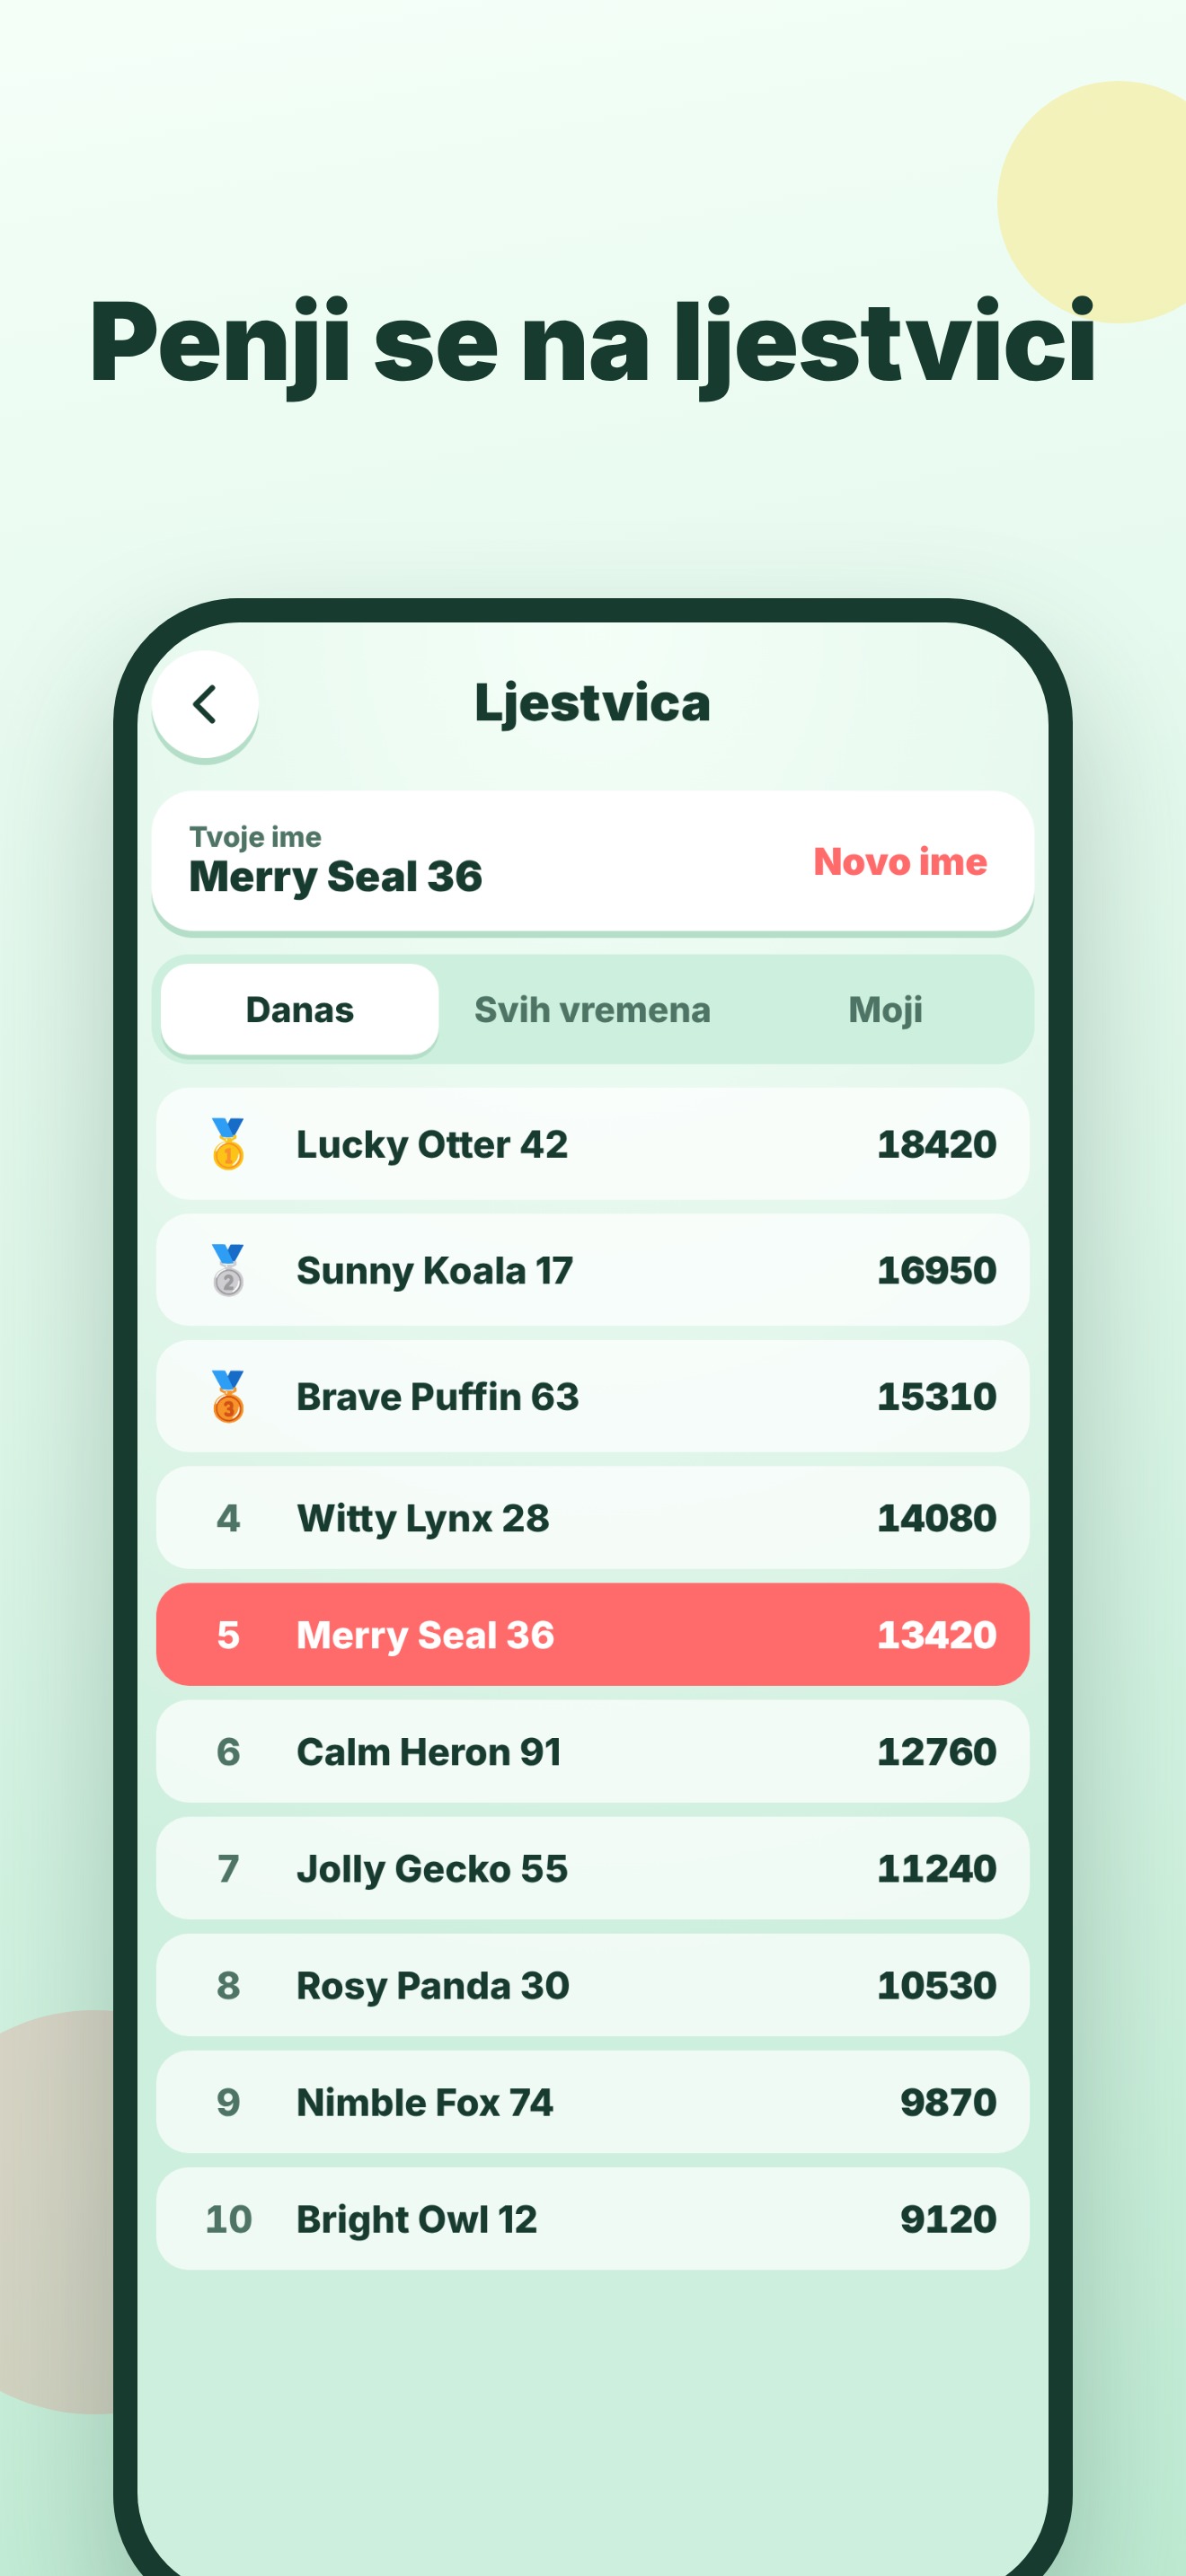 Penji se na ljestvici
Ljestvica
Tvoje ime
Merry Seal 36
Novo ime
Danas Svih vremena Moji
1 Lucky Otter 42 18420
2 Sunny Koala 17 16950
3 Brave Puffin 63 15310
4 Witty Lynx 28 14080
5 Merry Seal 36 13420
6 Calm Heron 91 12760
7 Jolly Gecko 55 11240
8 Rosy Panda 30 10530
9 Nimble Fox 74 9870
10 Bright Owl 12 9120